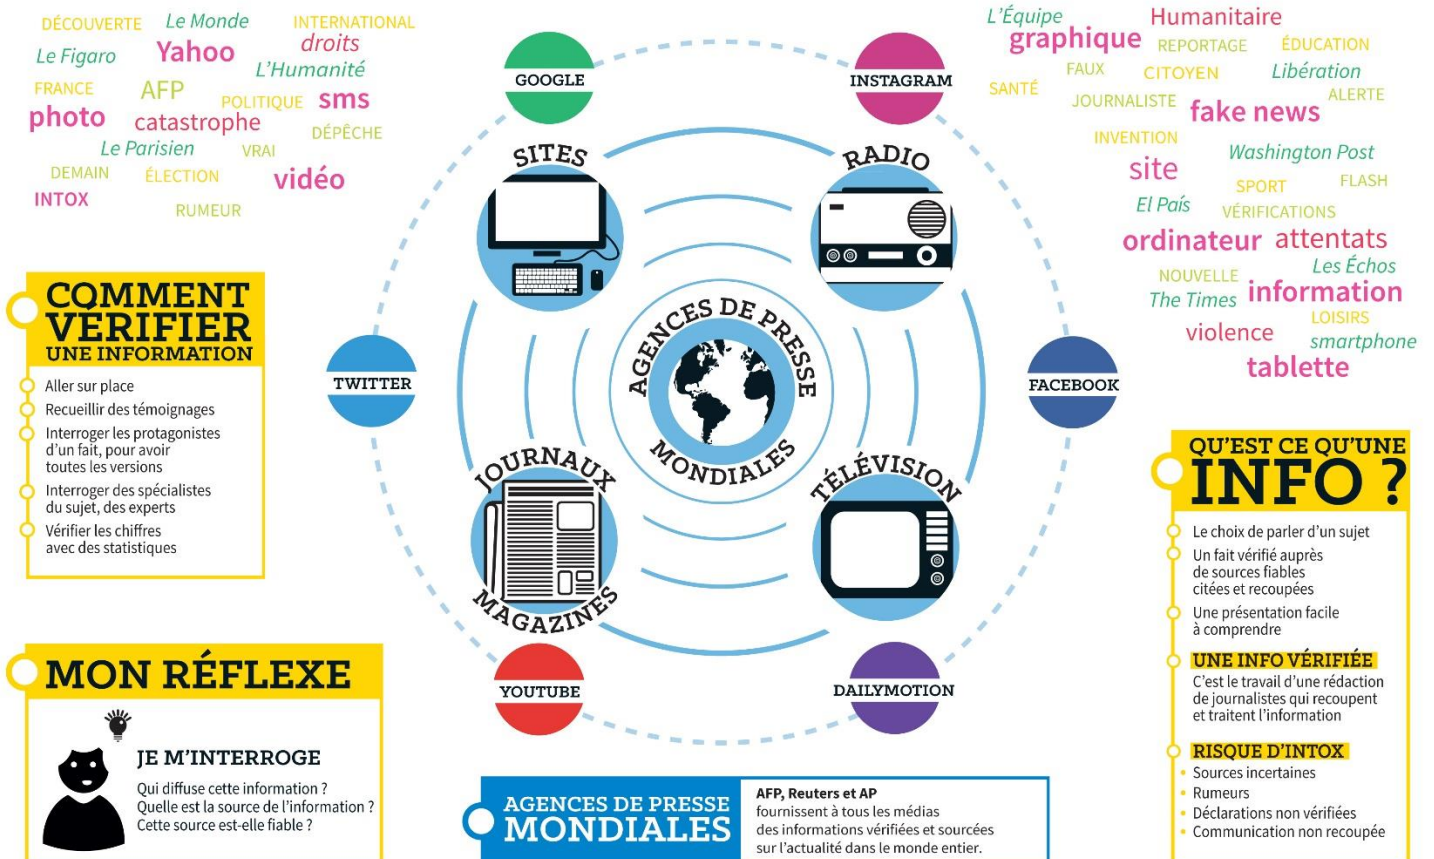 DÉCOUVERTE
Le Monde
INTERNATIONAL
Le Figaro
Yahoo
droits
L'Humanité
FRANCE
AFP
POLITIQUE
sms
photo
catastrophe
DÉPÊCHE
Le Parisien
VRAI
DEMAIN
ÉLECTION
vidéo
INTOX
RUMEUR
COMMENT
VÉRIFIER
UNE INFORMATION
Aller sur place
Recueillir des témoignages
Interroger les protagonistes
d'un fait, pour avoir
toutes les versions
Interroger des spécialistes
du sujet, des experts
Vérifier les chiffres
avec des statistiques
MON RÉFLEXE
JE M'INTERROGE
Qui diffuse cette information ?
Quelle est la source de l'information ?
Cette source est-elle fiable ?
GOOGLE
INSTAGRAM
SITES
RADIO
AGENCES DE PRESSE
MONDIALES
TWITTER
FACEBOOK
JOURNAUX
MAGAZINES
TÉLÉVISION
YOUTUBE
DAILYMOTION
AGENCES DE PRESSE
MONDIALES
AFP, Reuters et AP
fournissent à tous les médias
des informations vérifiées et sourcées
sur l'actualité dans le monde entier.
L'Équipe
Humanitaire
graphique
REPORTAGE
ÉDUCATION
FAUX
CITOYEN
Libération
SANTÉ
JOURNALISTE
fake news
ALERTE
INVENTION
Washington Post
site
SPORT
FLASH
El País
VÉRIFICATIONS
ordinateur
attentats
NOUVELLE
Les Échos
The Times
information
LOISIRS
violence
smartphone
tablette
QU'EST CE QU'UNE
INFO ?
Le choix de parler d'un sujet
Un fait vérifié auprès
de sources fiables
citées et recoupées
Une présentation facile
à comprendre
UNE INFO VÉRIFIÉE
C'est le travail d'une rédaction
de journalistes qui recoupent
et traitent l'information
RISQUE D'INTOX
• Sources incertaines
• Rumeurs
• Déclarations non vérifiées
• Communication non recoupée